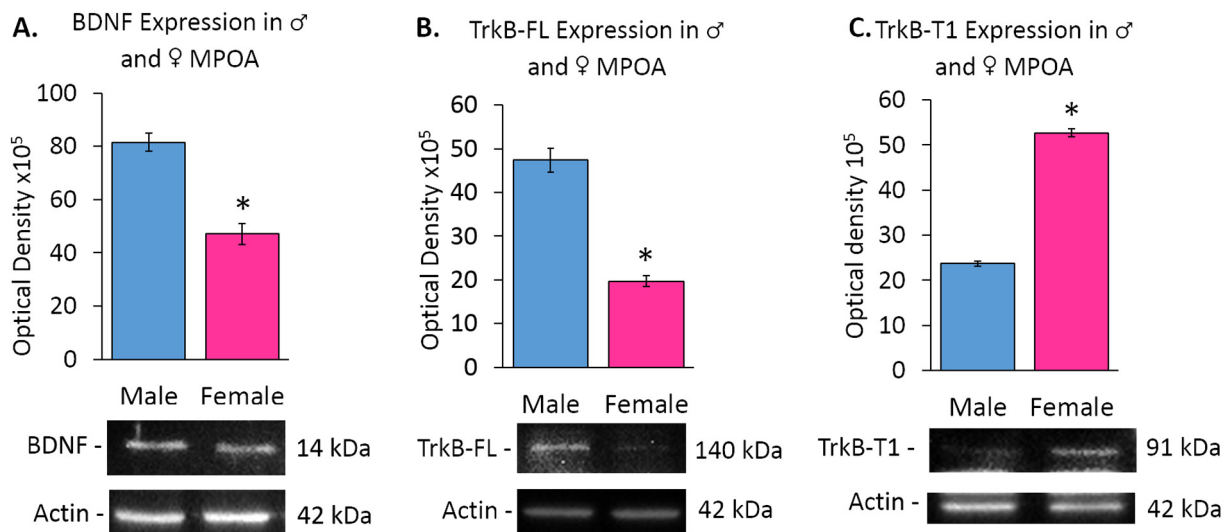 A.
BDNF Expression in ♂
and ♀ MPOA
Optical Density x10⁵
100
80
60
40
20
0
*
Male Female
BDNF - 14 kDa
Actin - 42 kDa
B.
TrkB-FL Expression in ♂
and ♀ MPOA
Optical Density x10⁵
60
50
40
30
20
10
0
*
Male Female
TrkB-FL - 140 kDa
Actin - 42 kDa
C. TrkB-T1 Expression in ♂
and ♀ MPOA
Optical density 10⁵
60
50
40
30
20
10
0
*
Male Female
TrkB-T1 - 91 kDa
Actin - 42 kDa